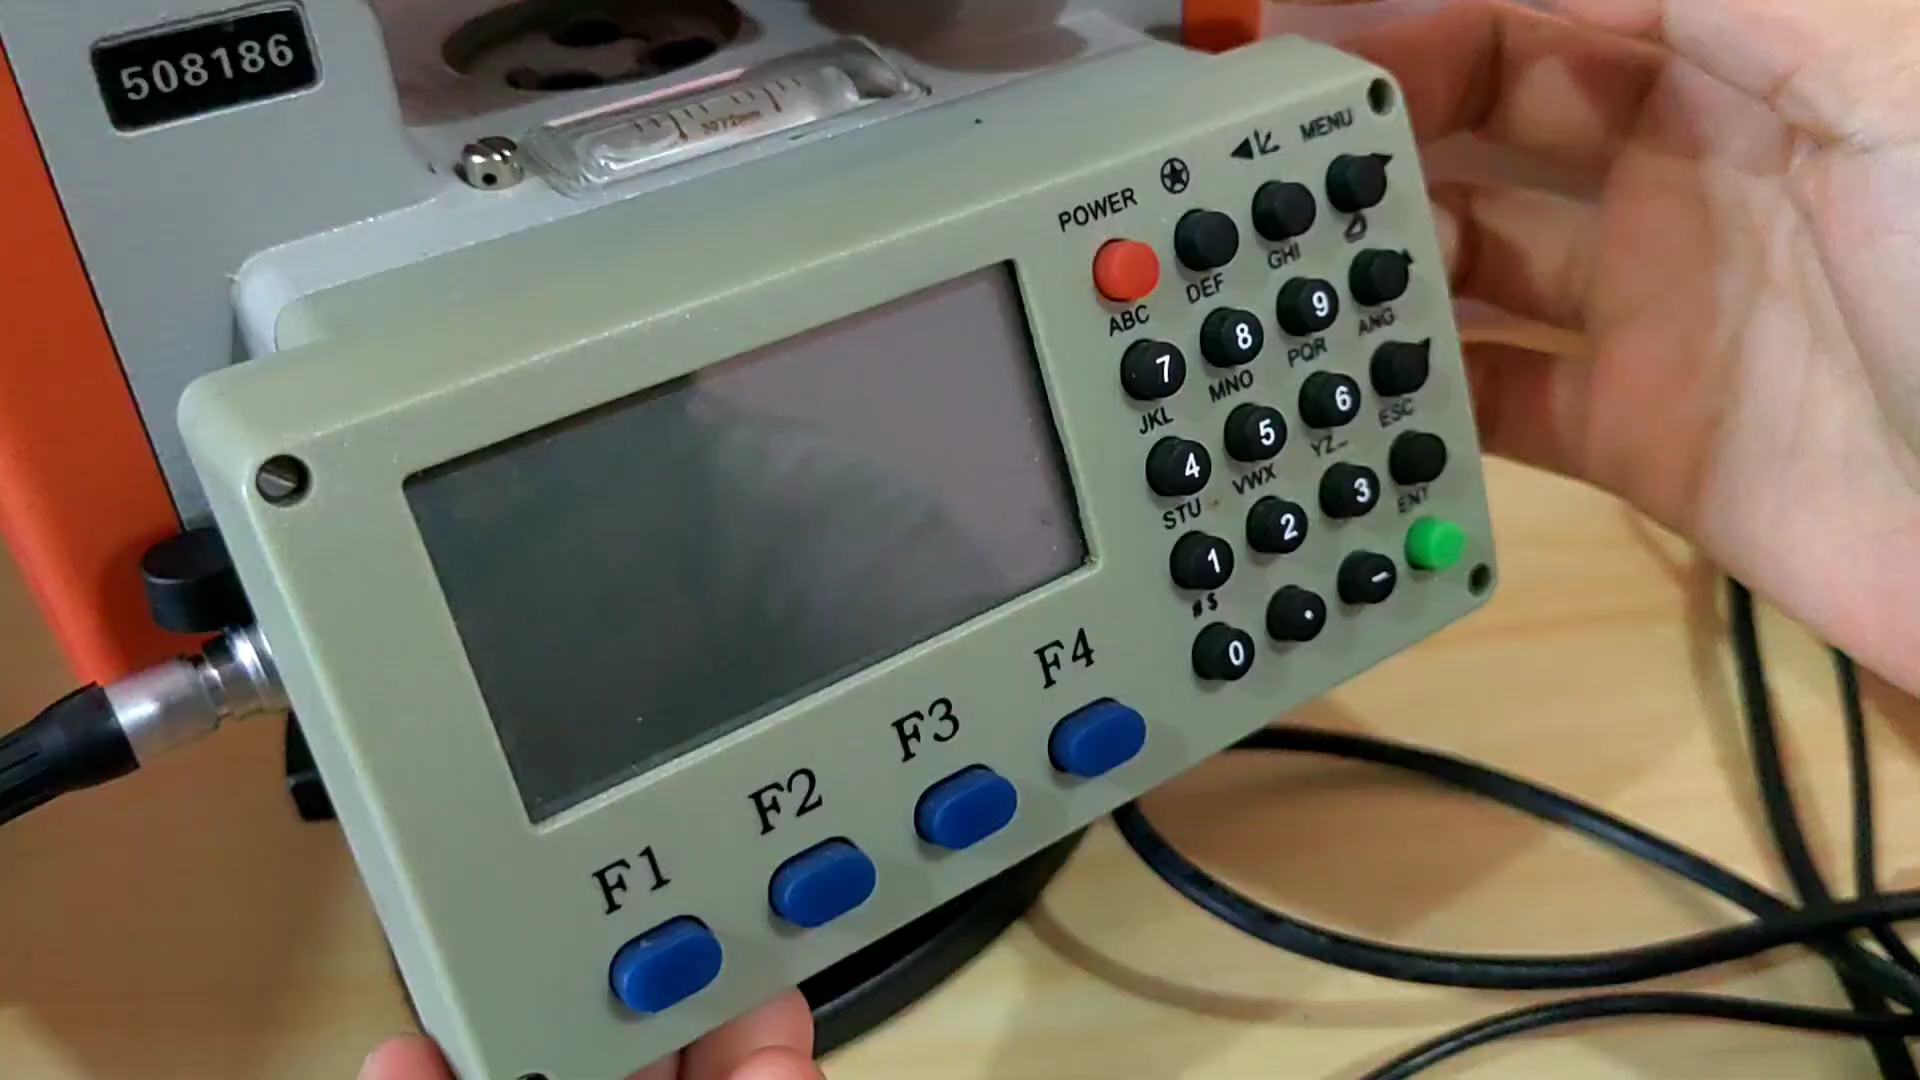 508186
POWER
MENU
ABC
DEF
GHI
7
8
9
JKL
MNO
PQR
ANG
4
5
6
STU
VWX
YZ_
ESC
1
2
3
# $
ENT
0
.
-
F1
F2
F3
F4